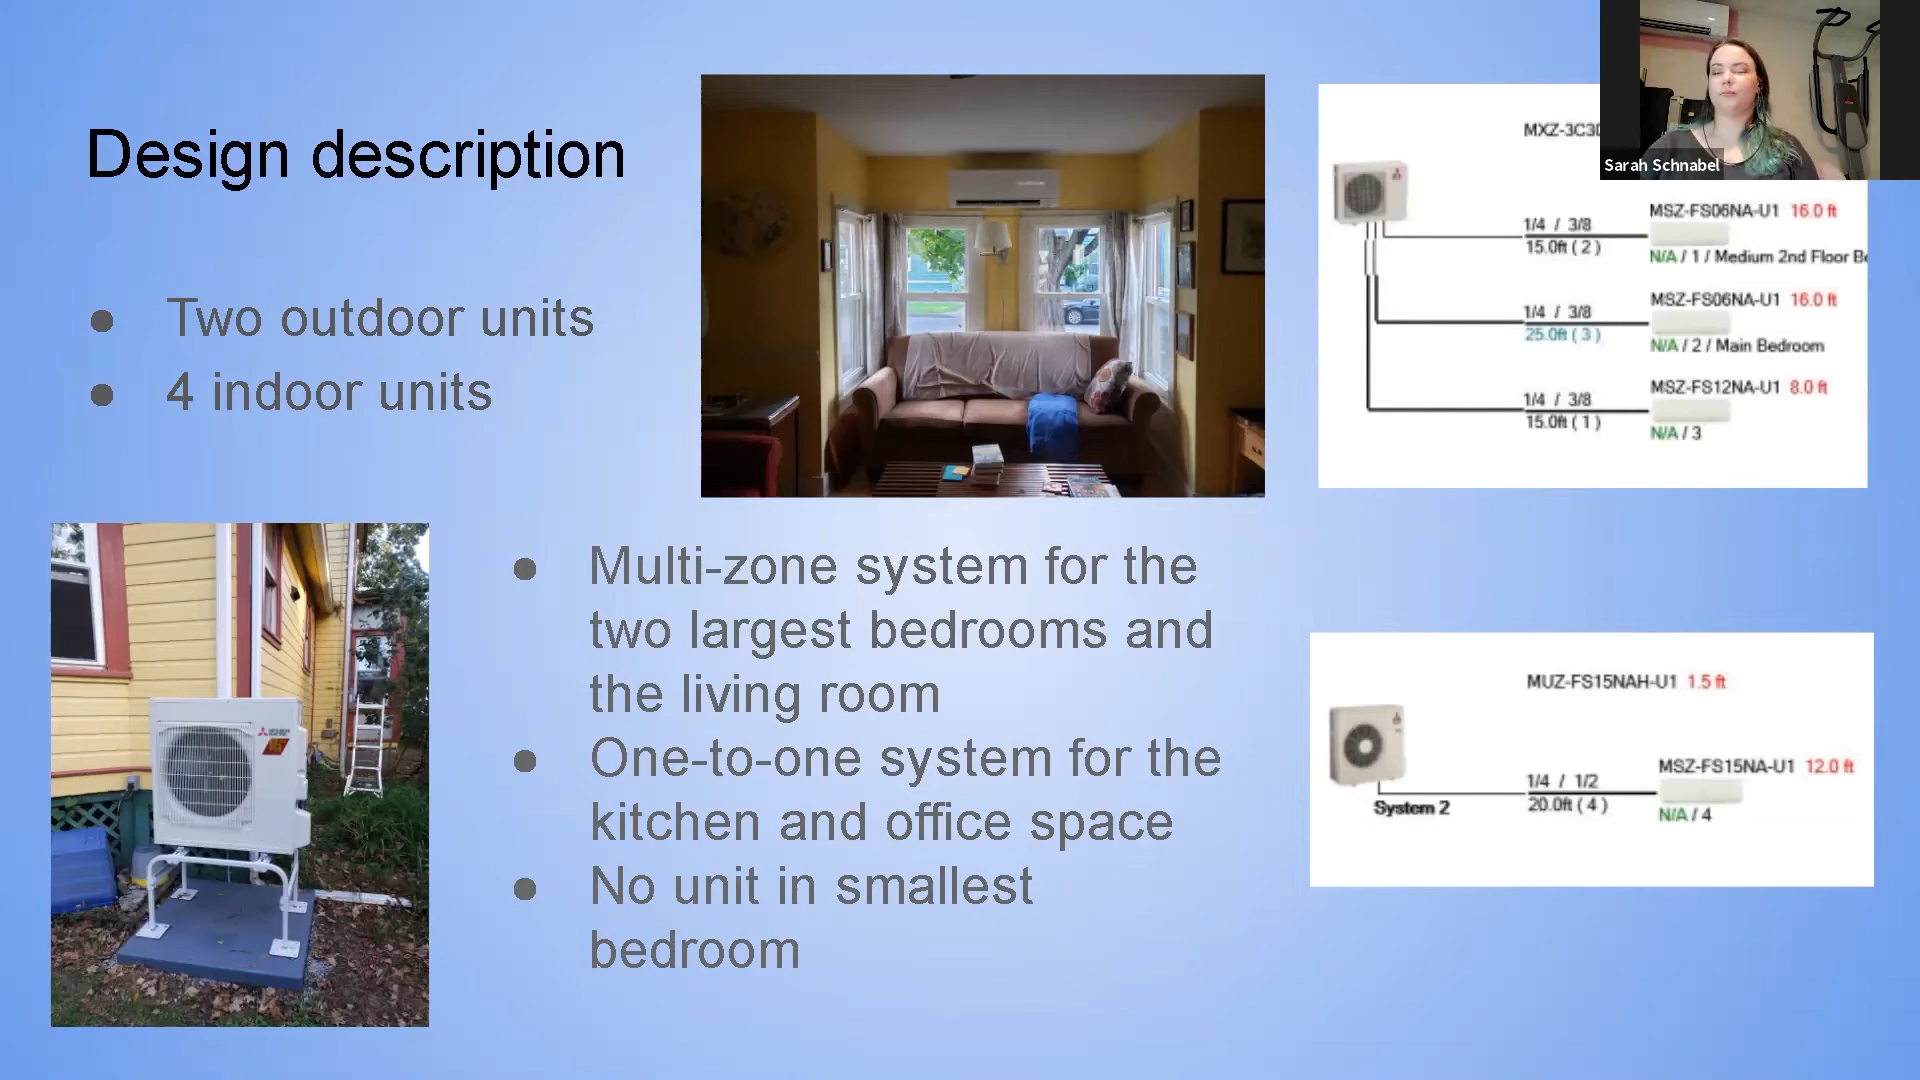 Design description
Two outdoor units
4 indoor units
Multi-zone system for the
two largest bedrooms and
the living room
One-to-one system for the
kitchen and office space
No unit in smallest
bedroom
Sarah Schnabel
MSZ-FS06NA-U1 16.0 ft
1/4 / 3/8
15.0ft ( 2 )
N/A / 1 / Medium 2nd Floor
MSZ-FS06NA-U1 16.0 ft
1/4 / 3/8
25.0ft ( 3 )
N/A / 2 / Main Bedroom
MSZ-FS12NA-U1 8.0 ft
1/4 / 3/8
15.0ft ( 1 )
N/A / 3
MUZ-FS15NAH-U1 1.5 ft
MSZ-FS15NA-U1 12.0 ft
1/4 / 1/2
20.0ft ( 4 )
System 2
N/A / 4